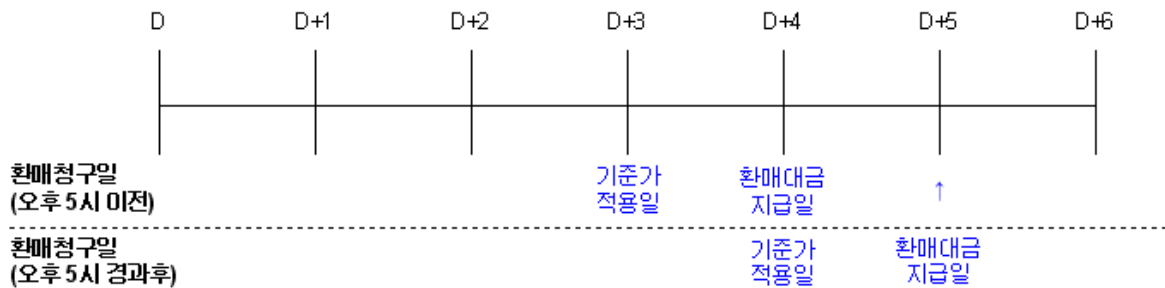 D D+1 D+2 D+3 D+4 D+5 D+6
환매청구일 기준가 환매대금 ↑
(오후 5시 이전) 적용일 지급일
환매청구일 기준가 환매대금
(오후 5시 경과후) 적용일 지급일